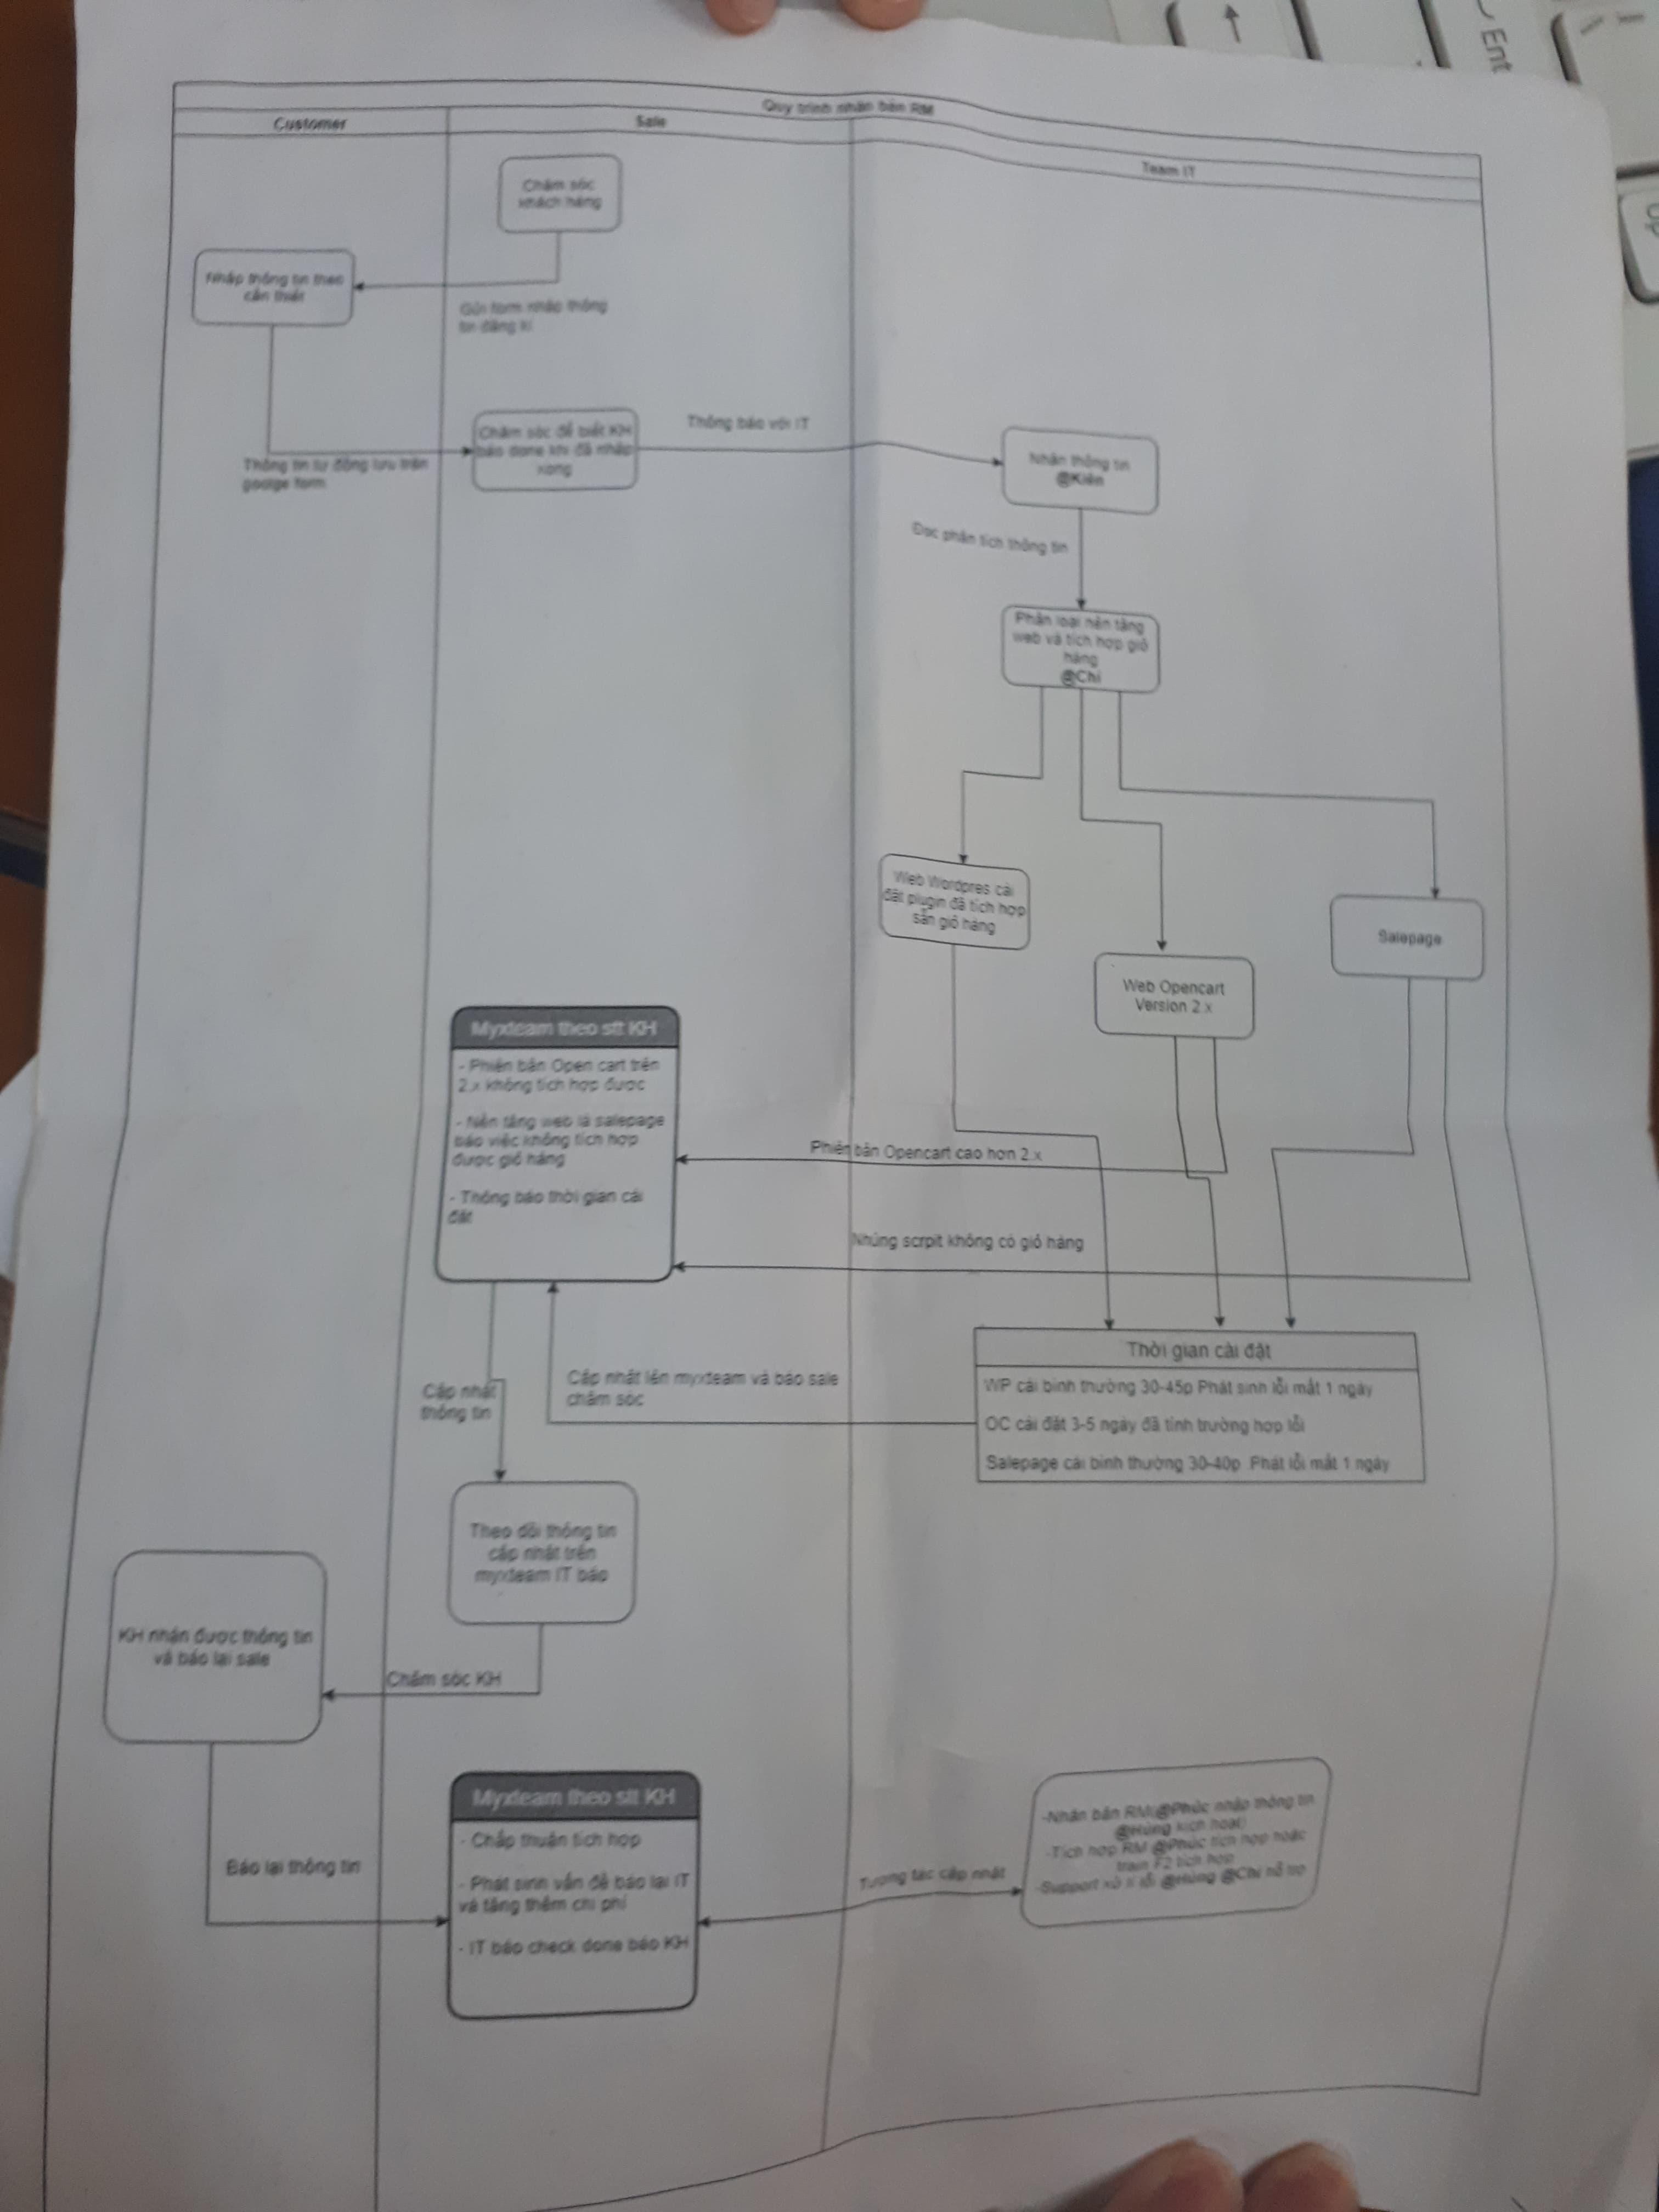 Quy trình nhân bản RM
Customer
Sale
Team IT
Chăm sóc
khách hàng
Nhập thông tin theo
cần thiết
Gửi form nhập thông
tin đăng kí
Chăm sóc để biết KH
báo done khi đã nhập
xong
Thông báo với IT
Thông tin tự động lưu trên
goolge form
Nhận thông tin
@Kiên
Đọc phân tích thông tin
Phân loại nền tảng
web và tích hợp giỏ
hàng
@Chí
Web Wordpres cài
đặt plugin đã tích hợp
sẵn giỏ hàng
Salepage
Web Opencart
Version 2.x
Myxteam theo stt KH
- Phiên bản Open cart trên
2.x không tích hợp được
- Nền tảng web là salepage
báo việc không tích hợp
được giỏ hàng
- Thông báo thời gian cài
đặt
Phiên bản Opencart cao hơn 2.x
Nhúng scrpit không có giỏ hàng
Thời gian cài đặt
WP cài bình thường 30-45p Phát sinh lỗi mất 1 ngày
OC cài đặt 3-5 ngày đã tính trường hợp lỗi
Salepage cài bình thường 30-40p .Phát lỗi mất 1 ngày
Cập nhật
thông tin
Cập nhật lên myxteam và báo sale
chăm sóc
Theo dõi thông tin
cập nhật trên
myxteam IT báo
KH nhận được thông tin
và báo lại sale
Chăm sóc KH
Myxteam theo stt KH
- Chấp thuận tích hợp
- Phát sinh vấn đề báo lại IT
và tăng thêm chi phí
- IT báo check done báo KH
Báo lại thông tin
Tương tác cập nhật
-Nhân bản RM(@Phúc nhập thông tin
@Hùng kích hoạt)
-Tích hợp RM @Phúc tích hợp hoặc
train F2 tích hợp
-Support xử lí lỗi @Hùng @Chí hỗ trợ
Ent